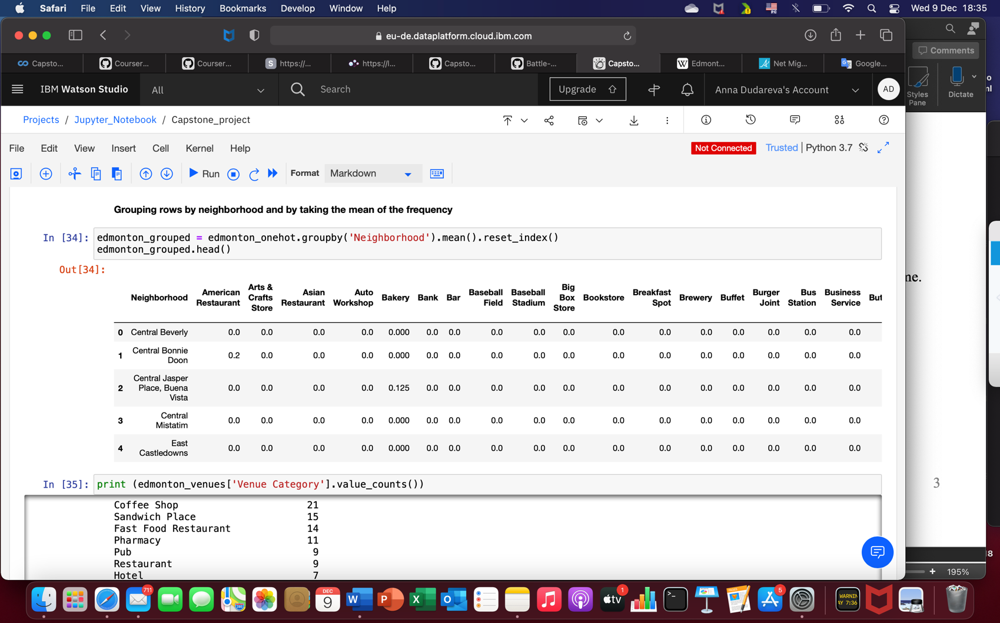 Safari File Edit View History Bookmarks Develop Window Help Wed 9 Dec 18:35
eu-de.dataplatform.cloud.ibm.com
Capsto... Courser... Courser... S https://... https://l... Capsto... Battle-... Capsto... W Edmont... Net Mig... Google...
Comments
IBM Watson Studio All Search Upgrade Anna Dudareva's Account AD
Styles Pane Dictate
Projects / Jupyter_Notebook / Capstone_project
File Edit View Insert Cell Kernel Help Not Connected Trusted | Python 3.7
Run Format Markdown
Grouping rows by neighborhood and by taking the mean of the frequency
In [34]: edmonton_grouped = edmonton_onehot.groupby('Neighborhood').mean().reset_index()
edmonton_grouped.head()
Out[34]:
Neighborhood American Restaurant Arts & Crafts Store Asian Restaurant Auto Workshop Bakery Bank Bar Baseball Field Baseball Stadium Big Box Store Bookstore Breakfast Spot Brewery Buffet Burger Joint Bus Station Business Service But
0 Central Beverly 0.0 0.0 0.0 0.0 0.000 0.0 0.0 0.0 0.0 0.0 0.0 0.0 0.0 0.0 0.0 0.0 0.0
1 Central Bonnie Doon 0.2 0.0 0.0 0.0 0.000 0.0 0.0 0.0 0.0 0.0 0.0 0.0 0.0 0.0 0.0 0.0 0.0
2 Central Jasper Place, Buena Vista 0.0 0.0 0.0 0.0 0.125 0.0 0.0 0.0 0.0 0.0 0.0 0.0 0.0 0.0 0.0 0.0 0.0
3 Central Mistatim 0.0 0.0 0.0 0.0 0.000 0.0 0.0 0.0 0.0 0.0 0.0 0.0 0.0 0.0 0.0 0.0 0.0
4 East Castledowns 0.0 0.0 0.0 0.0 0.000 0.0 0.0 0.0 0.0 0.0 0.0 0.0 0.0 0.0 0.0 0.0 0.0
In [35]: print (edmonton_venues['Venue Category'].value_counts())
Coffee Shop 21
Sandwich Place 15
Fast Food Restaurant 14
Pharmacy 11
Pub 9
Restaurant 9
Hotel 7
ne.
3
195%
711
DEC 9
W P X O
tv 1
5
WARNIN
AY 7:36